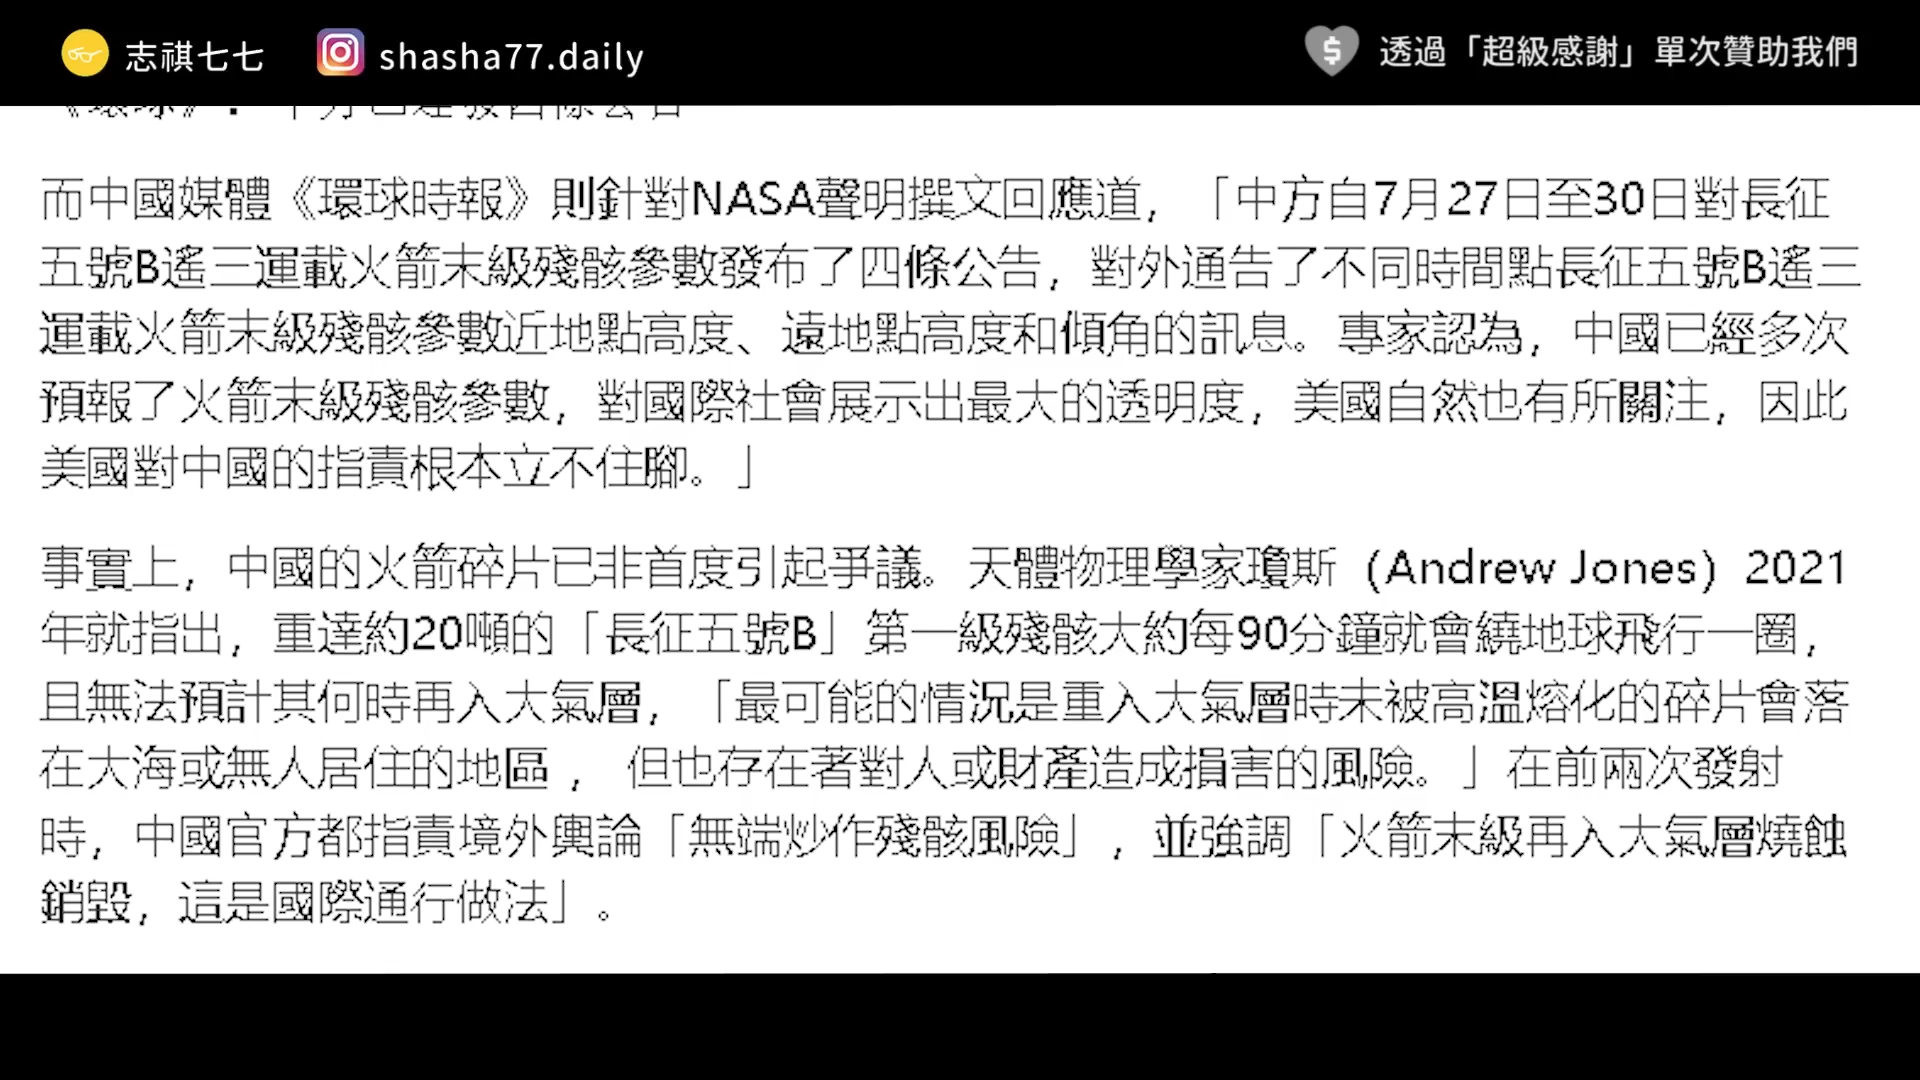 志祺七七 shasha77.daily 透過「超級感謝」單次贊助我們
而中國媒體《環球時報》則針對NASA聲明撰文回應道，「中方自7月27日至30日對長征
五號B遙三運載火箭末級殘骸參數發布了四條公告，對外通告了不同時間點長征五號B遙三
運載火箭末級殘骸參數近地點高度、遠地點高度和傾角的訊息。專家認為，中國已經多次
預報了火箭末級殘骸參數，對國際社會展示出最大的透明度，美國自然也有所關注，因此
美國對中國的指責根本立不住腳。」
事實上，中國的火箭碎片已非首度引起爭議。天體物理學家瓊斯（Andrew Jones）2021
年就指出，重達約20噸的「長征五號B」第一級殘骸大約每90分鐘就會繞地球飛行一圈，
且無法預計其何時再入大氣層，「最可能的情況是重入大氣層時未被高溫熔化的碎片會落
在大海或無人居住的地區， 但也存在著對人或財產造成損害的風險。」在前兩次發射
時，中國官方都指責境外輿論「無端炒作殘骸風險」，並強調「火箭末級再入大氣層燒蝕
銷毀，這是國際通行做法」。